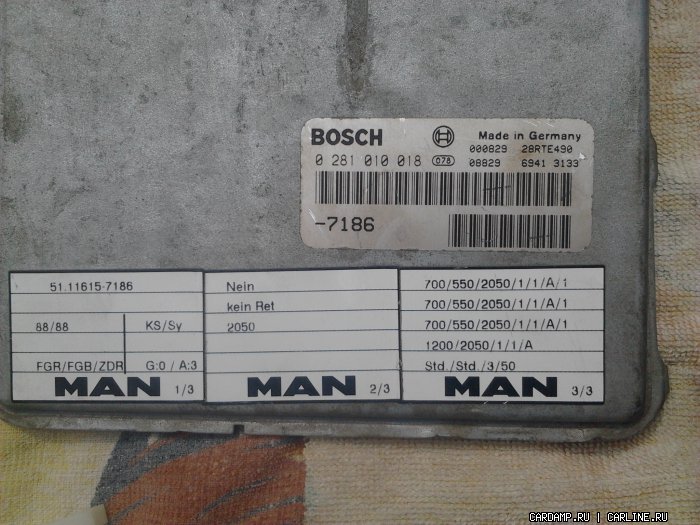 BOSCH Made in Germany
0 281 010 018 078 000829 28RTE490
08829 6941 3133
-7186
51.11615-7186
88/88 KS/Sy
FGR/FGB/ZDR G:0 / A:3
MAN 1/3
Nein
kein Ret
2050
MAN 2/3
700/550/2050/1/1/A/1
700/550/2050/1/1/A/1
700/550/2050/1/1/A/1
1200/2050/1/1/A
Std./Std./3/50
MAN 3/3
CARDAMP.RU | CARLINE.RU